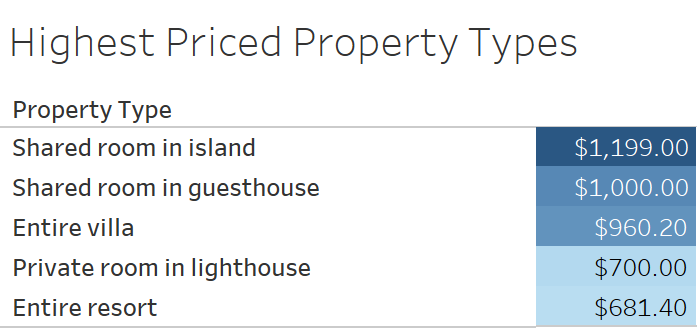 Highest Priced Property Types
Property Type
Shared room in island $1,199.00
Shared room in guesthouse $1,000.00
Entire villa $960.20
Private room in lighthouse $700.00
Entire resort $681.40